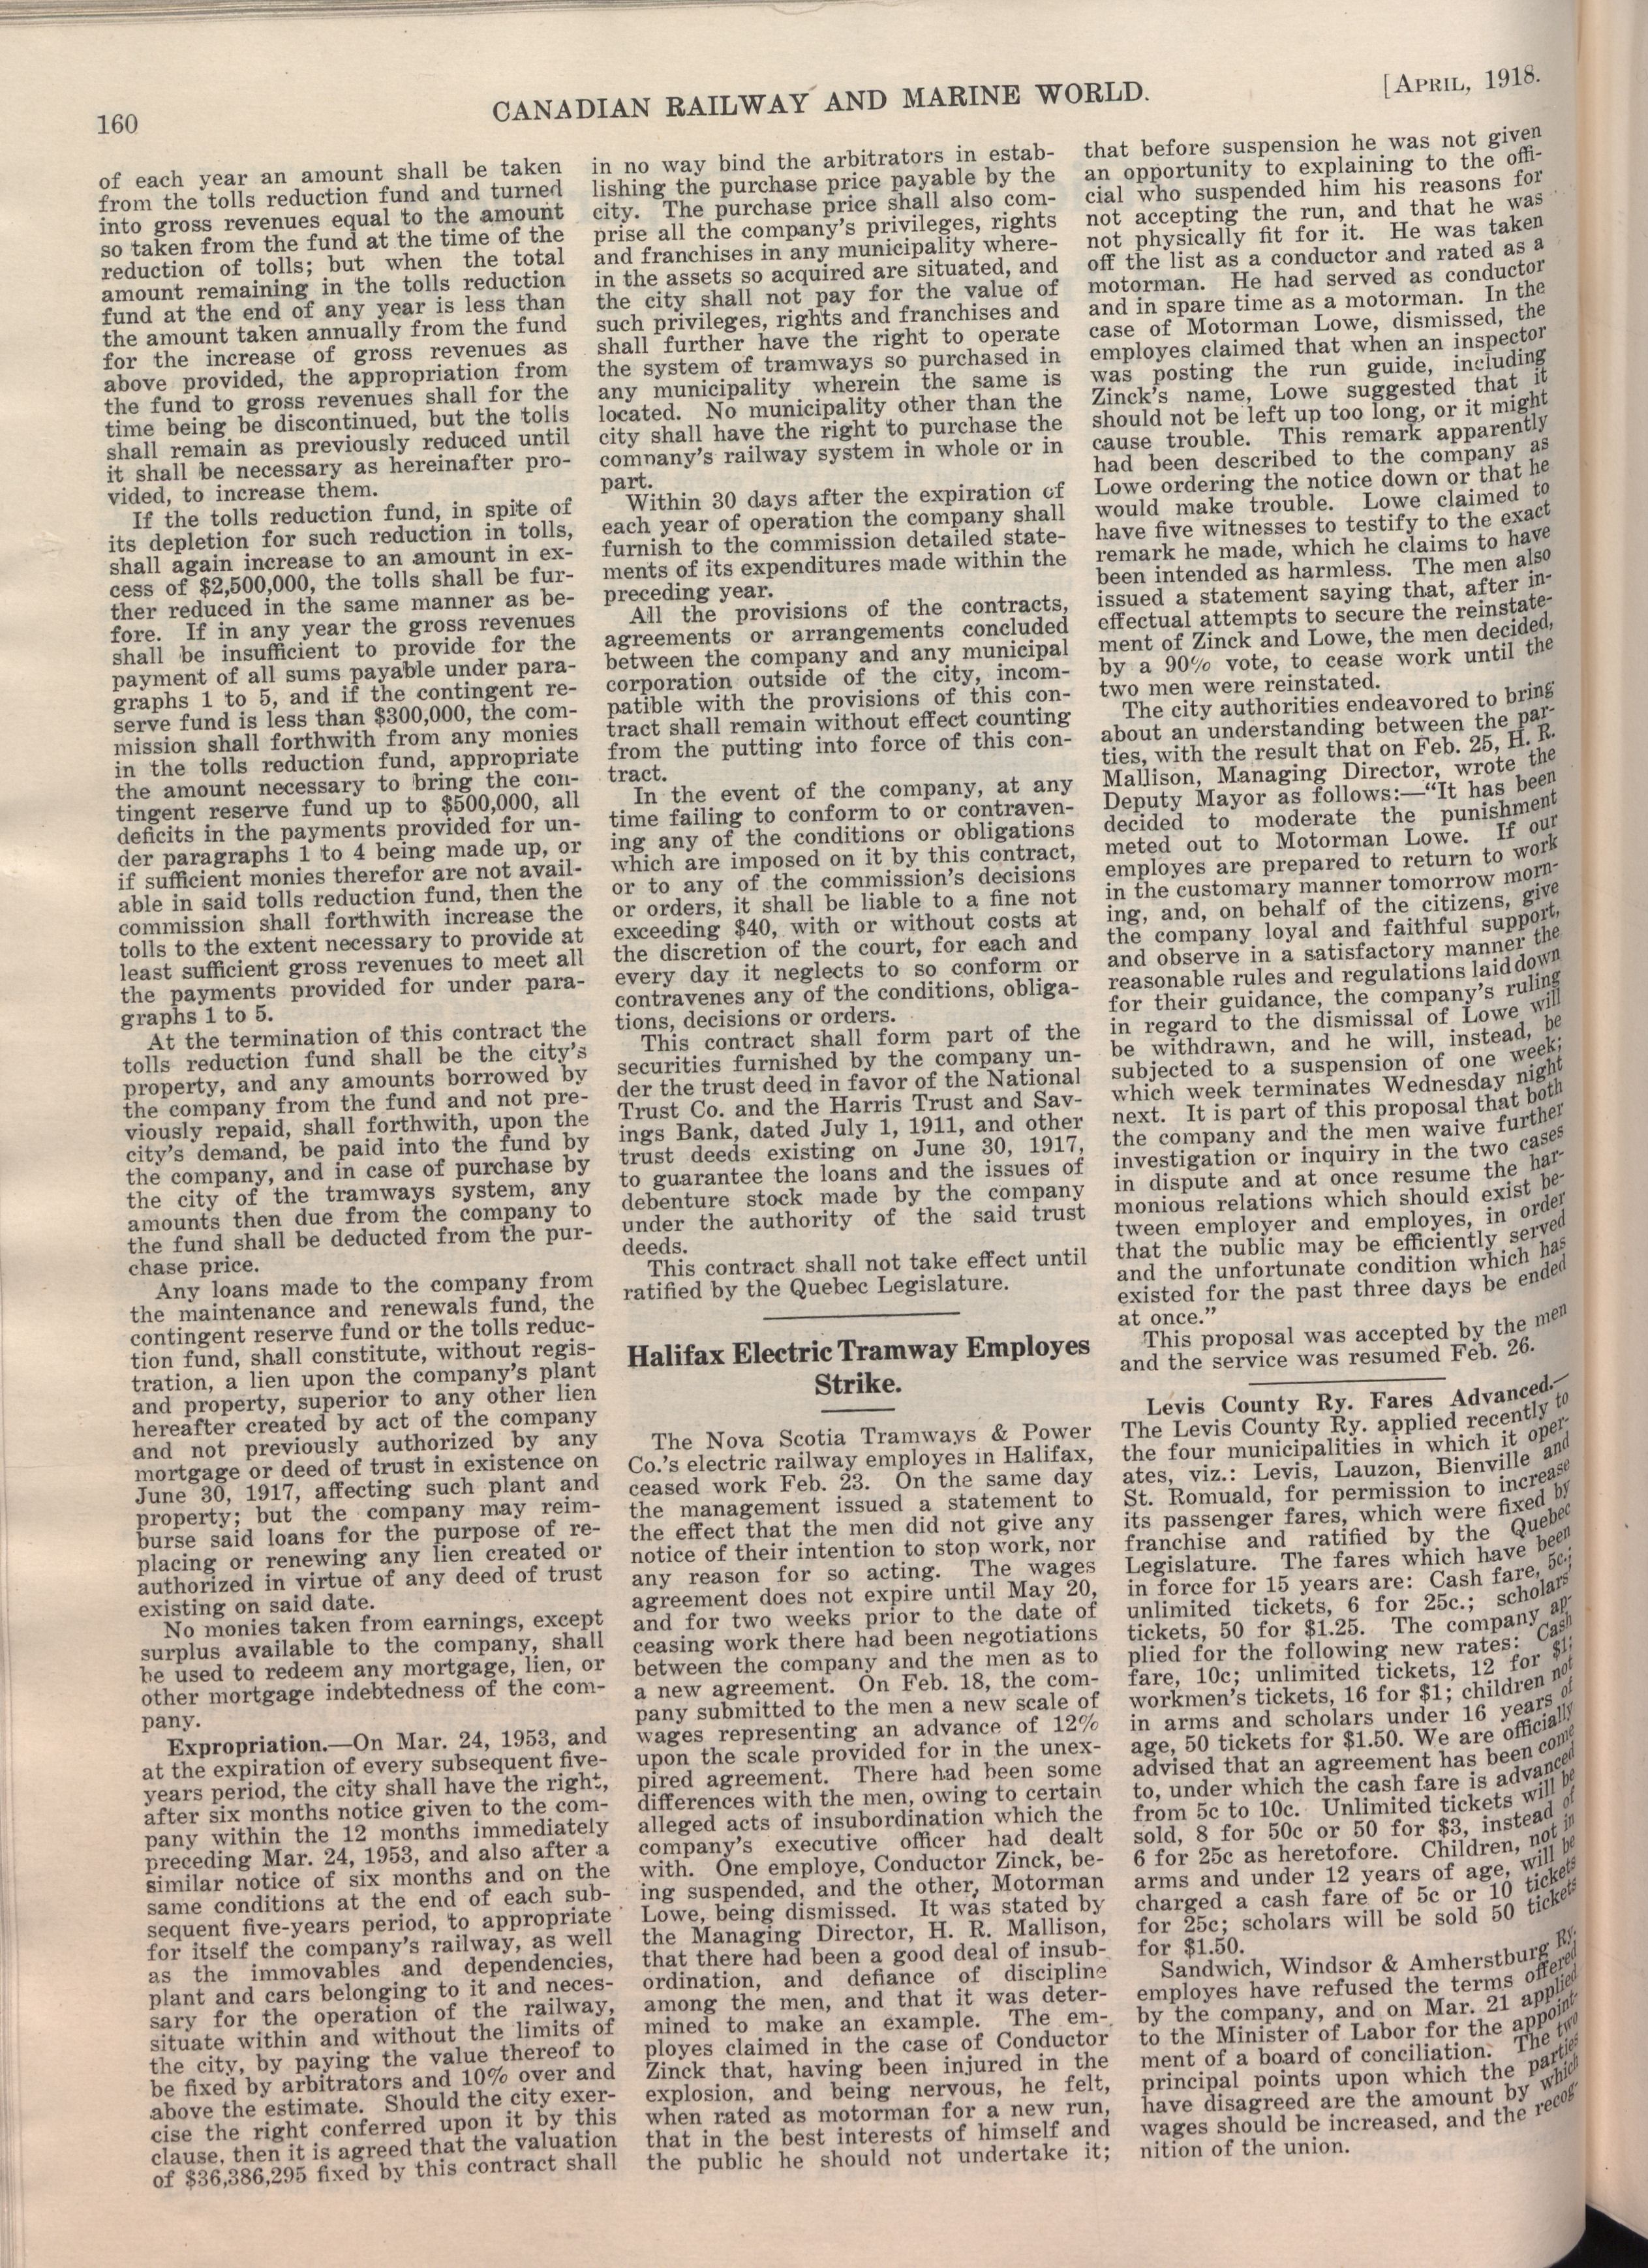 160
CANADIAN RAILWAY AND MARINE WORLD.
[APRIL, 1918.
of each year an amount shall be taken
from the tolls reduction fund and turned
into gross revenues equal to the amount
so taken from the fund at the time of the
reduction of tolls; but when the total
amount remaining in the tolls reduction
fund at the end of any year is less than
the amount taken annually from the fund
for the increase of gross revenues as
above provided, the appropriation from
the fund to gross revenues shall for the
time being be discontinued, but the tolls
shall remain as previously reduced until
it shall be necessary as hereinafter pro-
vided, to increase them.
If the tolls reduction fund, in spite of
its depletion for such reduction in tolls,
shall again increase to an amount in ex-
cess of $2,500,000, the tolls shall be fur-
ther reduced in the same manner as be-
fore. If in any year the gross revenues
shall be insufficient to provide for the
payment of all sums payable under para-
graphs 1 to 5, and if the contingent re-
serve fund is less than $300,000, the com-
mission shall forthwith from any monies
in the tolls reduction fund, appropriate
the amount necessary to bring the con-
tingent reserve fund up to $500,000, all
deficits in the payments provided for un-
der paragraphs 1 to 4 being made up, or
if sufficient monies therefor are not avail-
able in said tolls reduction fund, then the
commission shall forthwith increase the
tolls to the extent necessary to provide at
least sufficient gross revenues to meet all
the payments provided for under para-
graphs 1 to 5.
At the termination of this contract the
tolls reduction fund shall be the city's
property, and any amounts borrowed by
the company from the fund and not pre-
viously repaid, shall forthwith, upon the
city's demand, be paid into the fund by
the company, and in case of purchase by
the city of the tramways system, any
amounts then due from the company to
the fund shall be deducted from the pur-
chase price.
Any loans made to the company from
the maintenance and renewals fund, the
contingent reserve fund or the tolls reduc-
tion fund, shall constitute, without regis-
tration, a lien upon the company's plant
and property, superior to any other lien
hereafter created by act of the company
and not previously authorized by any
mortgage or deed of trust in existence on
June 30, 1917, affecting such plant and
property; but the company may reim-
burse said loans for the purpose of re-
placing or renewing any lien created or
authorized in virtue of any deed of trust
existing on said date.
No monies taken from earnings, except
surplus available to the company, shall
be used to redeem any mortgage, lien, or
other mortgage indebtedness of the com-
pany.
Expropriation.—On Mar. 24, 1953, and
at the expiration of every subsequent five-
years period, the city shall have the right,
after six months notice given to the com-
pany within the 12 months immediately
preceding Mar. 24, 1953, and also after a
similar notice of six months and on the
same conditions at the end of each sub-
sequent five-years period, to appropriate
for itself the company's railway, as well
as the immovables and dependencies,
plant and cars belonging to it and neces-
sary for the operation of the railway,
situate within and without the limits of
the city, by paying the value thereof to
be fixed by arbitrators and 10% over and
above the estimate. Should the city exer-
cise the right conferred upon it by this
clause, then it is agreed that the valuation
of $36,386,295 fixed by this contract shall
in no way bind the arbitrators in estab-
lishing the purchase price payable by the
city. The purchase price shall also com-
prise all the company's privileges, rights
and franchises in any municipality where-
in the assets so acquired are situated, and
the city shall not pay for the value of
such privileges, rights and franchises and
shall further have the right to operate
the system of tramways so purchased in
any municipality wherein the same is
located. No municipality other than the
city shall have the right to purchase the
company's railway system in whole or in
part.
Within 30 days after the expiration of
each year of operation the company shall
furnish to the commission detailed state-
ments of its expenditures made within the
preceding year.
All the provisions of the contracts,
agreements or arrangements concluded
between the company and any municipal
corporation outside of the city, incom-
patible with the provisions of this con-
tract shall remain without effect counting
from the putting into force of this con-
tract.
In the event of the company, at any
time failing to conform to or contraven-
ing any of the conditions or obligations
which are imposed on it by this contract,
or to any of the commission's decisions
or orders, it shall be liable to a fine not
exceeding $40, with or without costs at
the discretion of the court, for each and
every day it neglects to so conform or
contravenes any of the conditions, obliga-
tions, decisions or orders.
This contract shall form part of the
securities furnished by the company un-
der the trust deed in favor of the National
Trust Co. and the Harris Trust and Sav-
ings Bank, dated July 1, 1911, and other
trust deeds existing on June 30, 1917,
to guarantee the loans and the issues of
debenture stock made by the company
under the authority of the said trust
deeds.
This contract shall not take effect until
ratified by the Quebec Legislature.
Halifax Electric Tramway Employes
Strike.
The Nova Scotia Tramways & Power
Co.'s electric railway employes in Halifax,
ceased work Feb. 23. On the same day
the management issued a statement to
the effect that the men did not give any
notice of their intention to stop work, nor
any reason for so acting. The wages
agreement does not expire until May 20,
and for two weeks prior to the date of
ceasing work there had been negotiations
between the company and the men as to
a new agreement. On Feb. 18, the com-
pany submitted to the men a new scale of
wages representing an advance of 12%
upon the scale provided for in the unex-
pired agreement. There had been some
differences with the men, owing to certain
alleged acts of insubordination which the
company's executive officer had dealt
with. One employe, Conductor Zinck, be-
ing suspended, and the other, Motorman
Lowe, being dismissed. It was stated by
the Managing Director, H. R. Mallison,
that there had been a good deal of insub-
ordination, and defiance of discipline
among the men, and that it was deter-
mined to make an example. The em-
ployes claimed in the case of Conductor
Zinck that, having been injured in the
explosion, and being nervous, he felt,
when rated as motorman for a new run,
that in the best interests of himself and
the public he should not undertake it;
that before suspension he was not given
an opportunity to explaining to the offi-
cial who suspended him his reasons for
not accepting the run, and that he was
not physically fit for it. He was taken
off the list as a conductor and rated as a
motorman. He had served as conductor
and in spare time as a motorman. In the
case of Motorman Lowe, dismissed, the
employes claimed that when an inspector
was posting the run guide, including
Zinck's name, Lowe suggested that it
should not be left up too long, or it might
cause trouble. This remark apparently
had been described to the company as
Lowe ordering the notice down or that he
would make trouble. Lowe claimed to
have five witnesses to testify to the exact
remark he made, which he claims to have
been intended as harmless. The men also
issued a statement saying that, after in-
effectual attempts to secure the reinstate-
ment of Zinck and Lowe, the men decided,
by a 90% vote, to cease work until the
two men were reinstated.
The city authorities endeavored to bring
about an understanding between the par-
ties, with the result that on Feb. 25, H. R.
Mallison, Managing Director, wrote the
Deputy Mayor as follows:—"It has been
decided to moderate the punishment
meted out to Motorman Lowe. If our
employes are prepared to return to work
in the customary manner tomorrow morn-
ing, and, on behalf of the citizens, give
the company loyal and faithful support,
and observe in a satisfactory manner the
reasonable rules and regulations laid down
for their guidance, the company's ruling
in regard to the dismissal of Lowe will
be withdrawn, and he will, instead, be
subjected to a suspension of one week;
which week terminates Wednesday night
next. It is part of this proposal that both
the company and the men waive further
investigation or inquiry in the two cases
in dispute and at once resume the har-
monious relations which should exist be-
tween employer and employes, in order
that the public may be efficiently served
and the unfortunate condition which has
existed for the past three days be ended
at once."
This proposal was accepted by the men
and the service was resumed Feb. 26.
Levis County Ry. Fares Advanced.—
The Levis County Ry. applied recently to
the four municipalities in which it oper-
ates, viz.: Levis, Lauzon, Bienville and
St. Romuald, for permission to increase
its passenger fares, which were fixed by
franchise and ratified by the Quebec
Legislature. The fares which have been
in force for 15 years are: Cash fare, 5c.;
unlimited tickets, 6 for 25c.; scholars'
tickets, 50 for $1.25. The company ap-
plied for the following new rates: Cash
fare, 10c; unlimited tickets, 12 for $1;
workmen's tickets, 16 for $1; children not
in arms and scholars under 16 years of
age, 50 tickets for $1.50. We are officially
advised that an agreement has been come
to, under which the cash fare is advanced
from 5c to 10c. Unlimited tickets will be
sold, 8 for 50c or 50 for $3, instead of
6 for 25c as heretofore. Children, not in
arms and under 12 years of age, will be
charged a cash fare of 5c or 10 tickets
for 25c; scholars will be sold 50 tickets
for $1.50.
Sandwich, Windsor & Amherstburg Ry.
employes have refused the terms offered
by the company, and on Mar. 21 applied
to the Minister of Labor for the appoint-
ment of a board of conciliation. The two
principal points upon which the parties
have disagreed are the amount by which
wages should be increased, and the recog-
nition of the union.